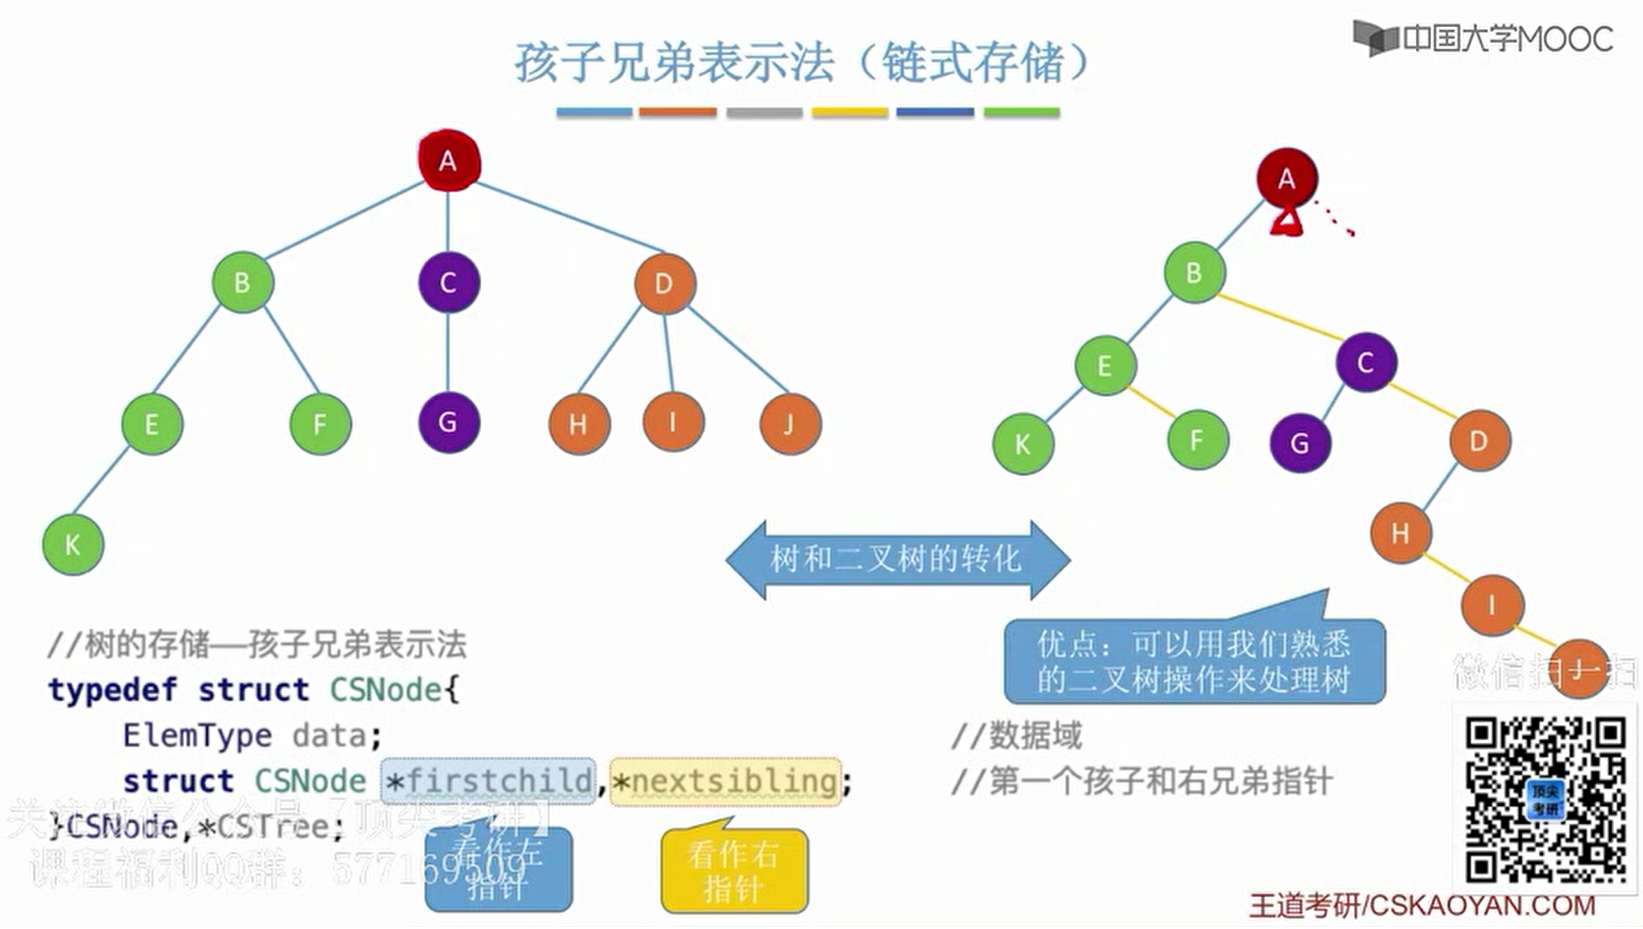 中国大学MOOC
孩子兄弟表示法（链式存储）
A
B
C
D
E
F
G
H
I
J
K
A
B
E
C
K
F
G
D
H
I
J
树和二叉树的转化
优点：可以用我们熟悉
的二叉树操作来处理树
//树的存储——孩子兄弟表示法
typedef struct CSNode{
ElemType data; //数据域
struct CSNode *firstchild,*nextsibling; //第一个孩子和右兄弟指针
}CSNode,*CSTree;
看作左
指针
看作右
指针
微信扫一扫
顶尖
考研
关注微信公众号【顶尖考研】
课程福利QQ群：577169509
王道考研/CSKAOYAN.COM